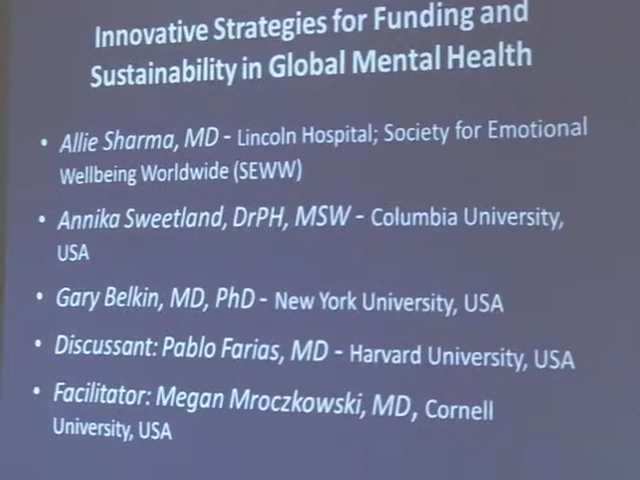 Innovative Strategies for Funding and
Sustainability in Global Mental Health
• Allie Sharma, MD - Lincoln Hospital; Society for Emotional
Wellbeing Worldwide (SEWW)
• Annika Sweetland, DrPH, MSW - Columbia University,
USA
• Gary Belkin, MD, PhD - New York University, USA
• Discussant: Pablo Farias, MD - Harvard University, USA
• Facilitator: Megan Mroczkowski, MD, Cornell
University, USA